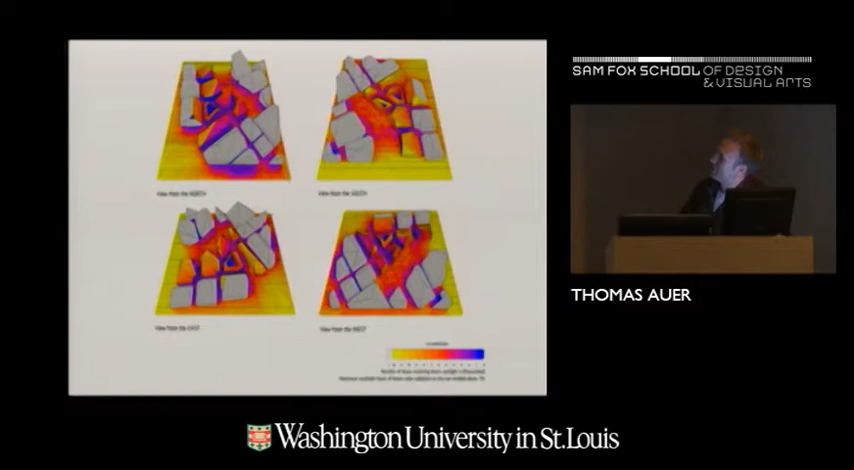 SAM FOX SCHOOL OF DESIGN
& VISUAL ARTS
View from the NORTH
View from the SOUTH
View from the EAST
View from the WEST
THOMAS AUER
Washington University in St. Louis